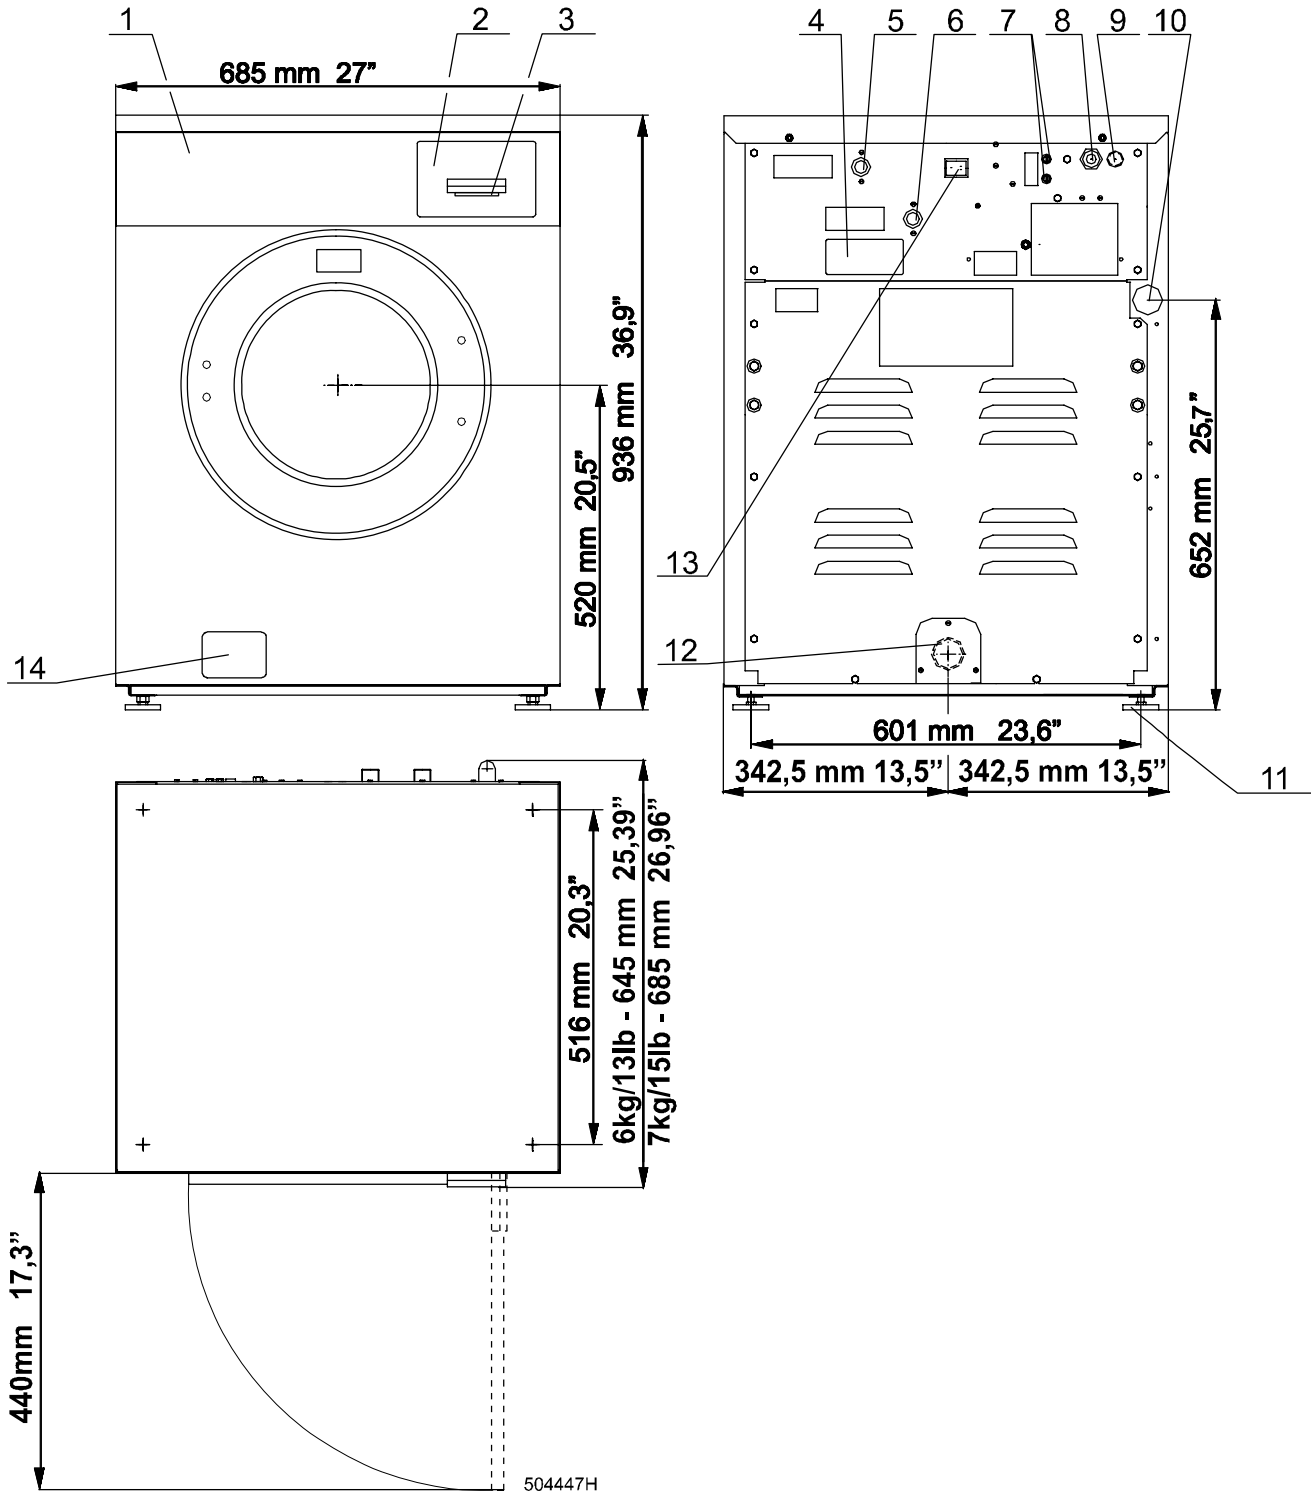 1
2
3
4
5
6
7
8
9
10
685 mm 27”
936 mm 36,9”
520 mm 20,5”
652 mm 25,7”
13
12
14
601 mm 23,6”
342,5 mm 13,5” 342,5 mm 13,5”
11
516 mm 20,3”
6kg/13lb - 645 mm 25,39”
7kg/15lb - 685 mm 26,96”
440mm 17,3”
504447H